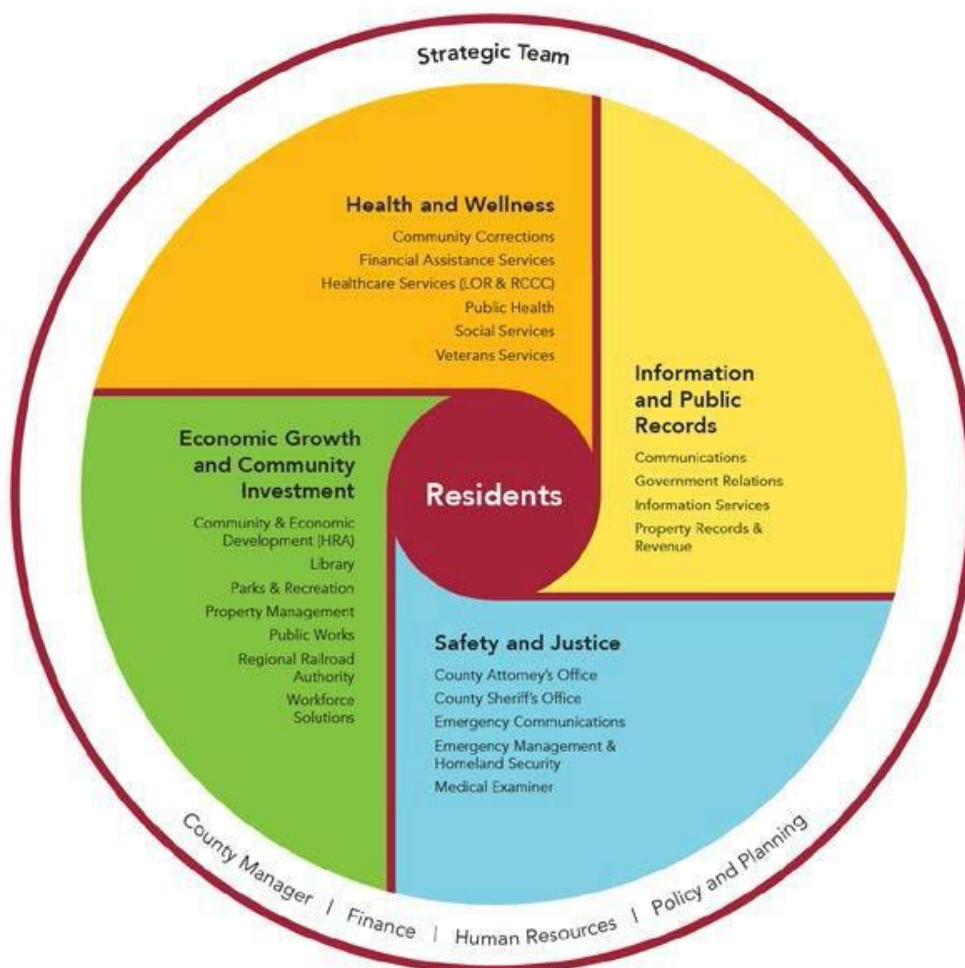 Strategic Team
Health and Wellness
Community Corrections
Financial Assistance Services
Healthcare Services (LOR & RCCC)
Public Health
Social Services
Veterans Services
Information
and Public
Records
Communications
Government Relations
Information Services
Property Records &
Revenue
Economic Growth
and Community
Investment
Community & Economic
Development (HRA)
Library
Parks & Recreation
Property Management
Public Works
Regional Railroad
Authority
Workforce
Solutions
Residents
Safety and Justice
County Attorney's Office
County Sheriff's Office
Emergency Communications
Emergency Management &
Homeland Security
Medical Examiner
County Manager | Finance | Human Resources | Policy and Planning